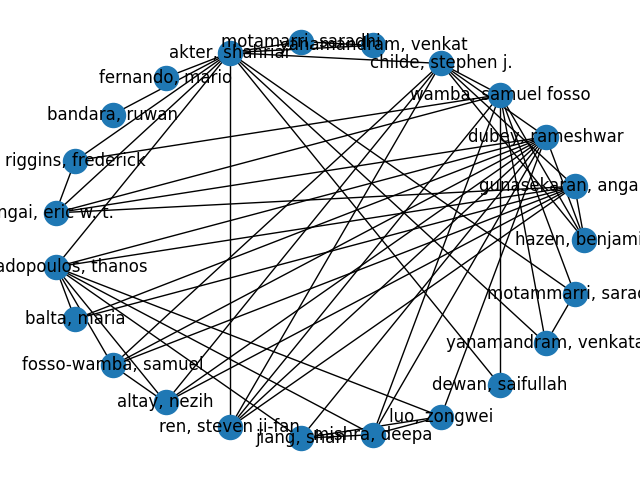 motamarri, saradhi
yanamandram, venkat
akter, shahriar
childe, stephen j.
fernando, mario
wamba, samuel fosso
bandara, ruwan
dubey, rameshwar
riggins, frederick
gunasekaran, anga
ngai, eric w. t.
hazen, benjami
adopoulos, thanos
motammarri, sarad
balta, maria
yanamandram, venkata
fosso-wamba, samuel
dewan, saifullah
altay, nezih
luo, zongwei
ren, steven ji-fan
jiang, shan
mishra, deepa